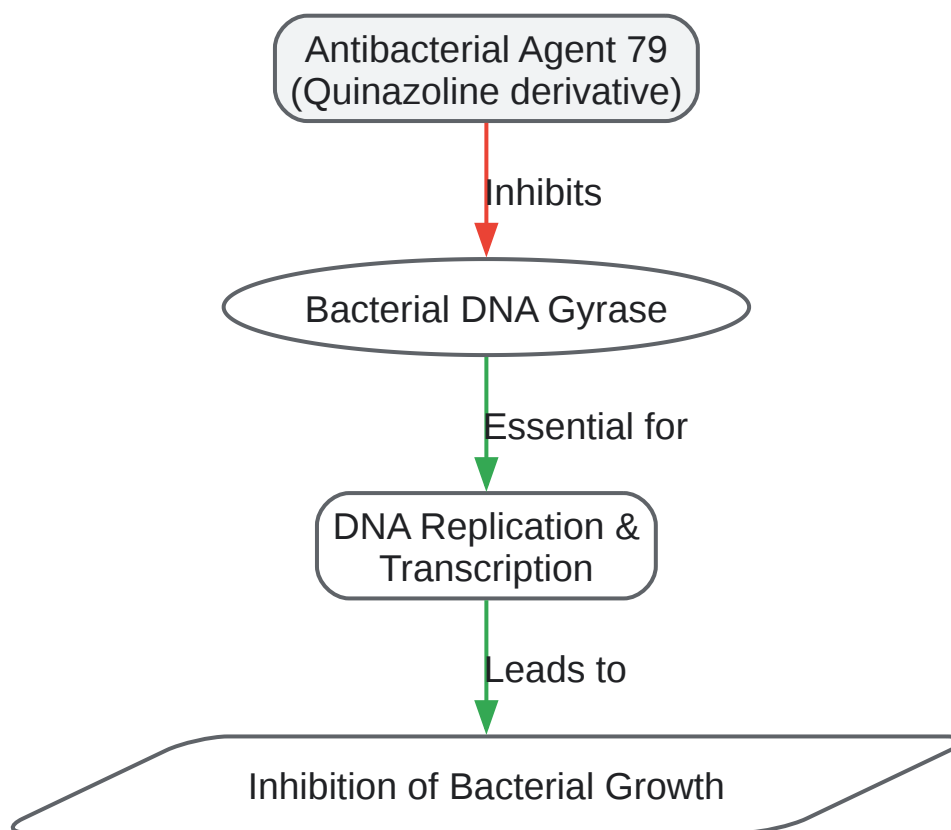 Antibacterial Agent 79
(Quinazoline derivative)
Inhibits
Bacterial DNA Gyrase
Essential for
DNA Replication &
Transcription
Leads to
Inhibition of Bacterial Growth